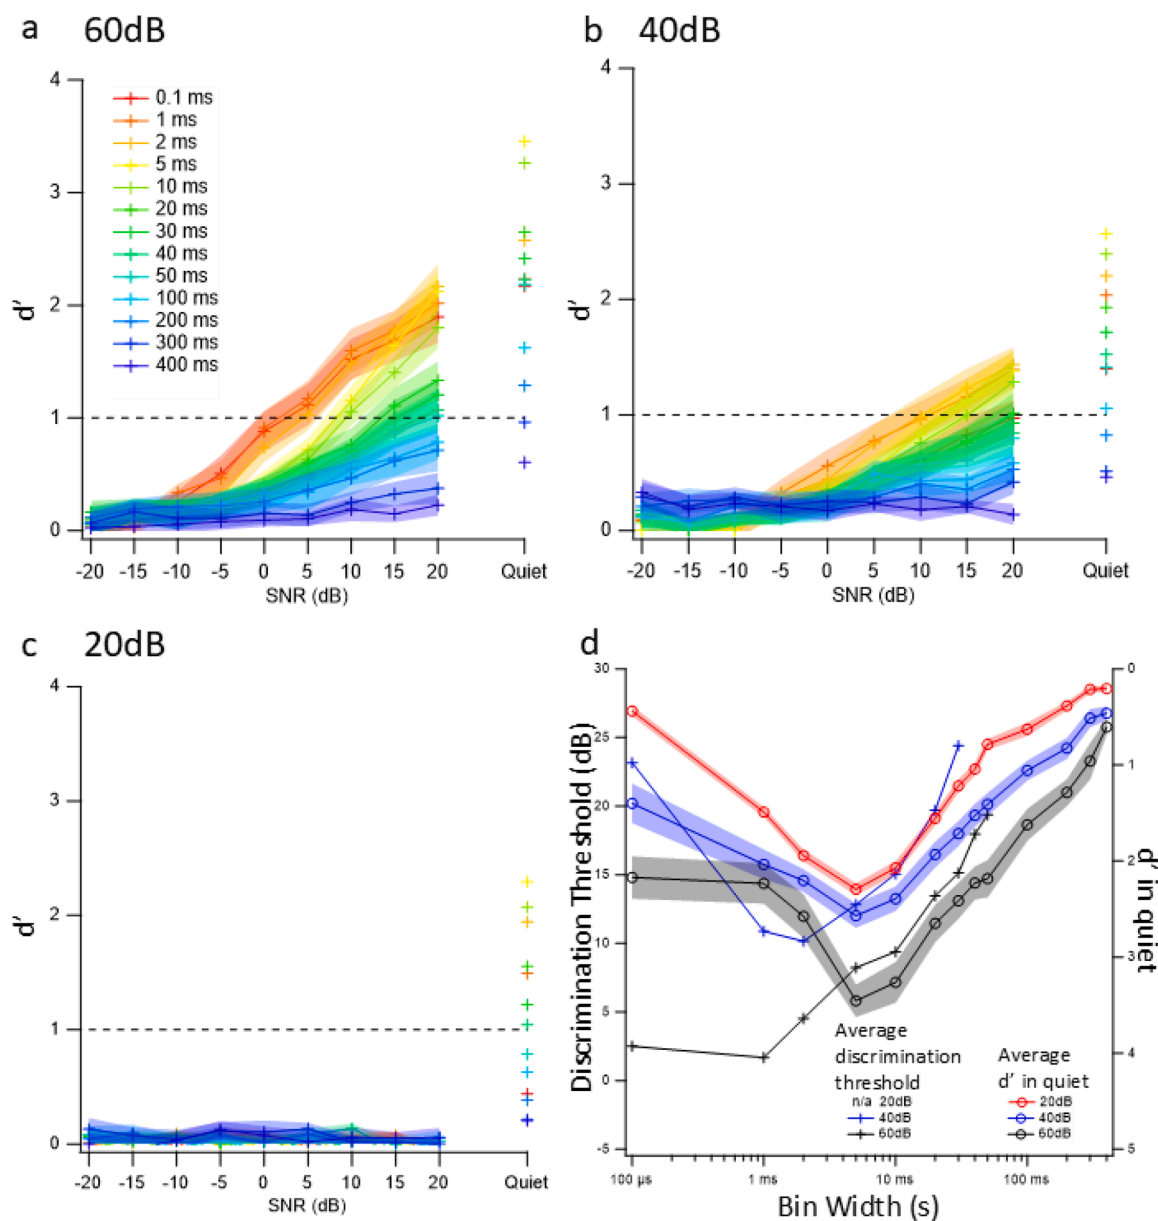 a 60dB
4
3
2
1
0
d’
0.1 ms
1 ms
2 ms
5 ms
10 ms
20 ms
30 ms
40 ms
50 ms
100 ms
200 ms
300 ms
400 ms
-20 -15 -10 -5 0 5 10 15 20 Quiet
SNR (dB)
b 40dB
4
3
2
1
0
d’
-20 -15 -10 -5 0 5 10 15 20 Quiet
SNR (dB)
c 20dB
4
3
2
1
0
d’
-20 -15 -10 -5 0 5 10 15 20 Quiet
SNR (dB)
d
30
25
20
15
10
5
0
-5
Discrimination Threshold (dB)
0
1
2
3
4
5
d’ in quiet
Average
discrimination
threshold
n/a 20dB
40dB
60dB
Average
d’ in quiet
20dB
40dB
60dB
100 µs 1 ms 10 ms 100 ms
Bin Width (s)